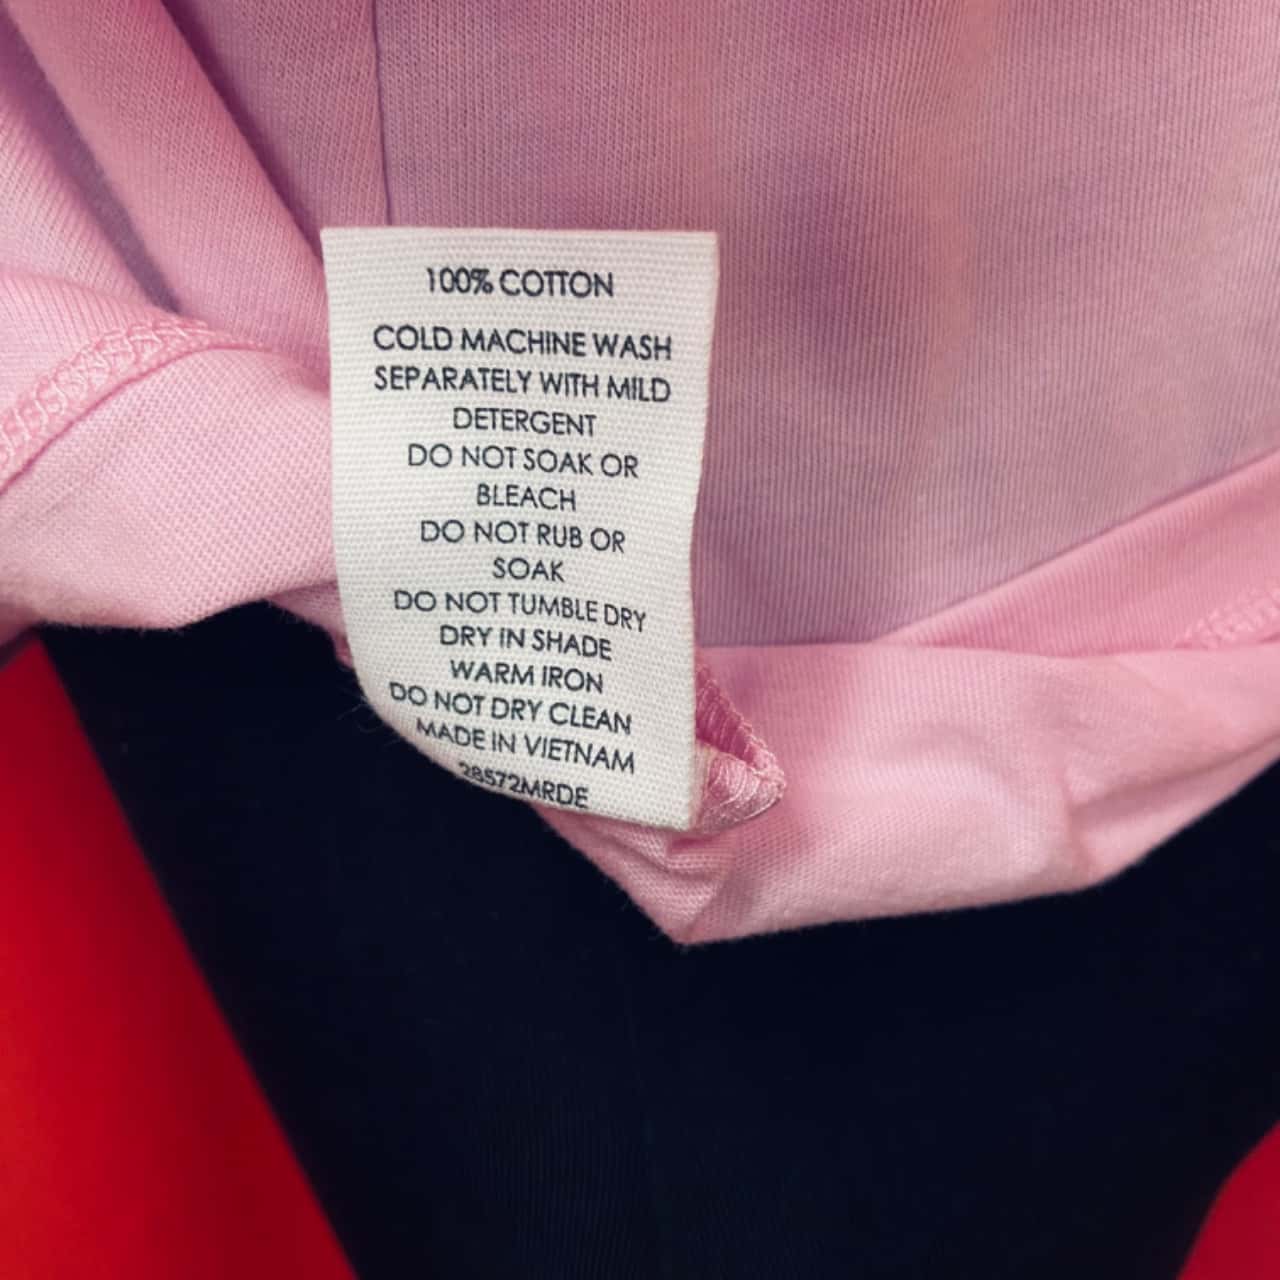 100% COTTON
COLD MACHINE WASH
SEPARATELY WITH MILD
DETERGENT
DO NOT SOAK OR
BLEACH
DO NOT RUB OR
SOAK
DO NOT TUMBLE DRY
DRY IN SHADE
WARM IRON
DO NOT DRY CLEAN
MADE IN VIETNAM
28572MRDE